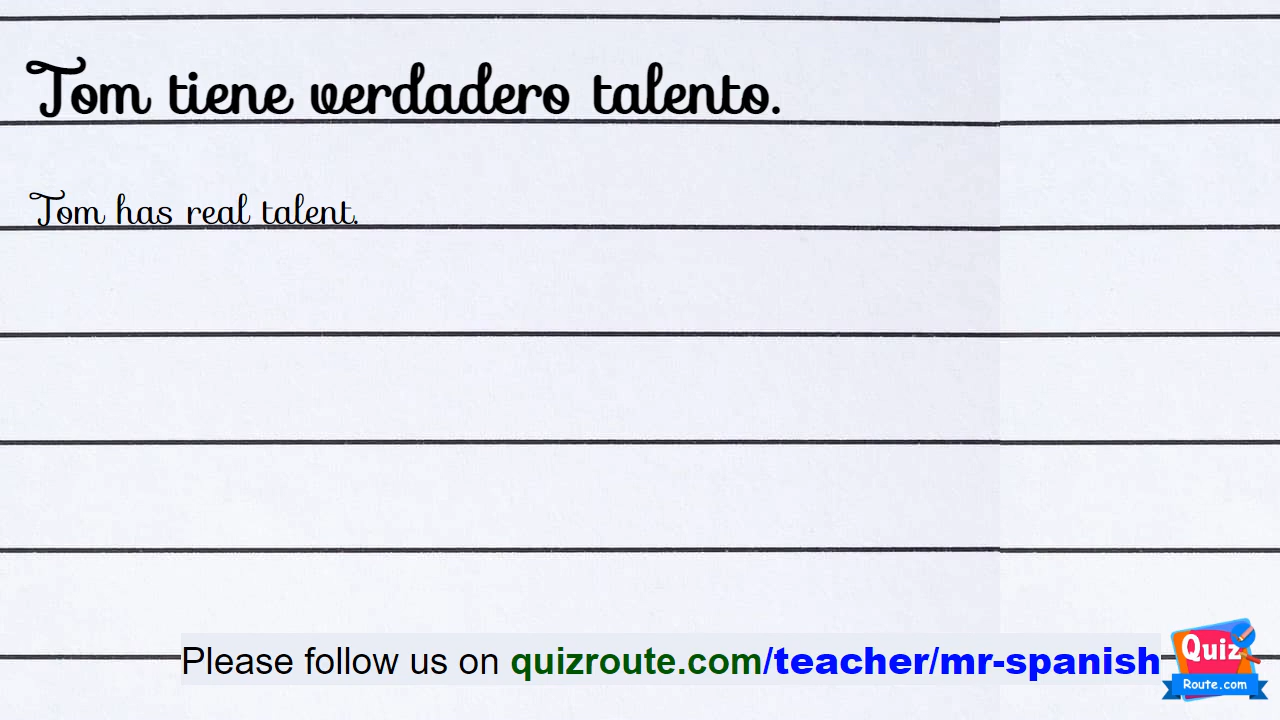 Tom tiene verdadero talento.
Tom has real talent.
Please follow us on quizroute.com/teacher/mr-spanish
Quiz
Route.com